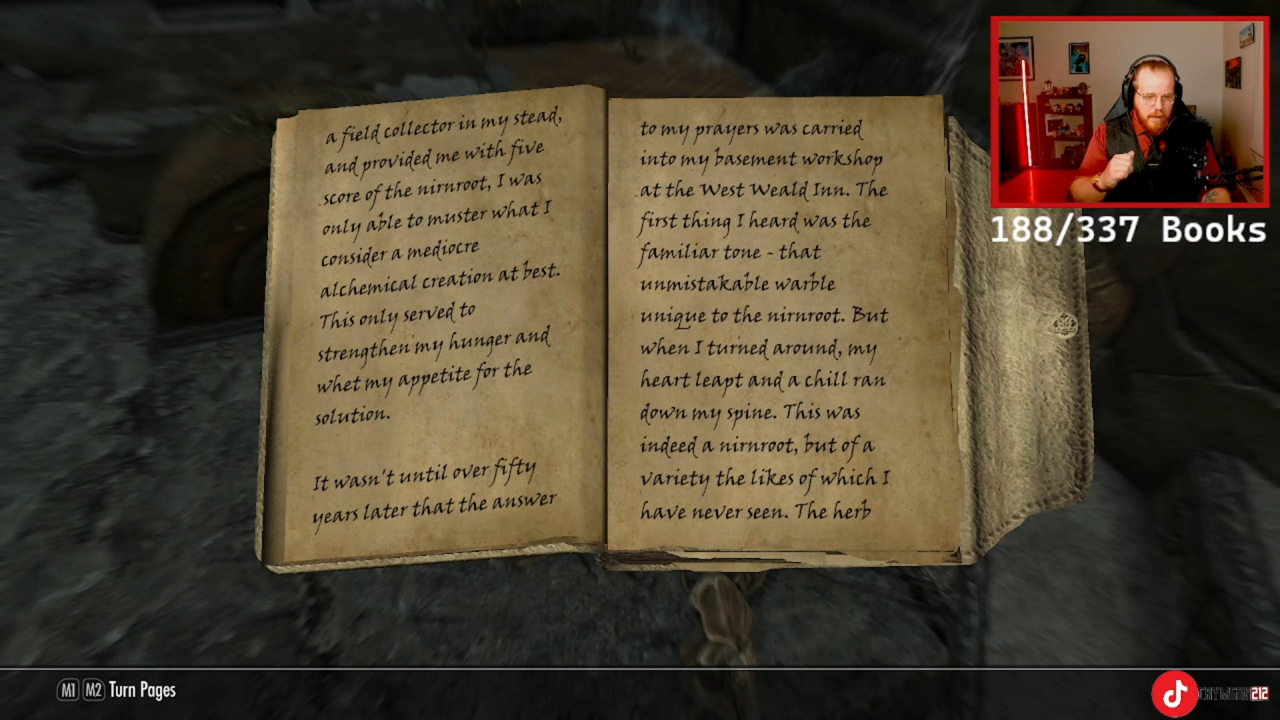 a field collector in my stead,
and provided me with five
score of the nirnroot, I was
only able to muster what I
consider a mediocre
alchemical creation at best.
This only served to
strengthen my hunger and
whet my appetite for the
solution.
It wasn't until over fifty
years later that the answer
to my prayers was carried
into my basement workshop
at the West Weald Inn. The
first thing I heard was the
familiar tone - that
unmistakable warble
unique to the nirnroot. But
when I turned around, my
heart leapt and a chill ran
down my spine. This was
indeed a nirnroot, but of a
variety the likes of which I
have never seen. The herb
188/337 Books
M1 M2 Turn Pages